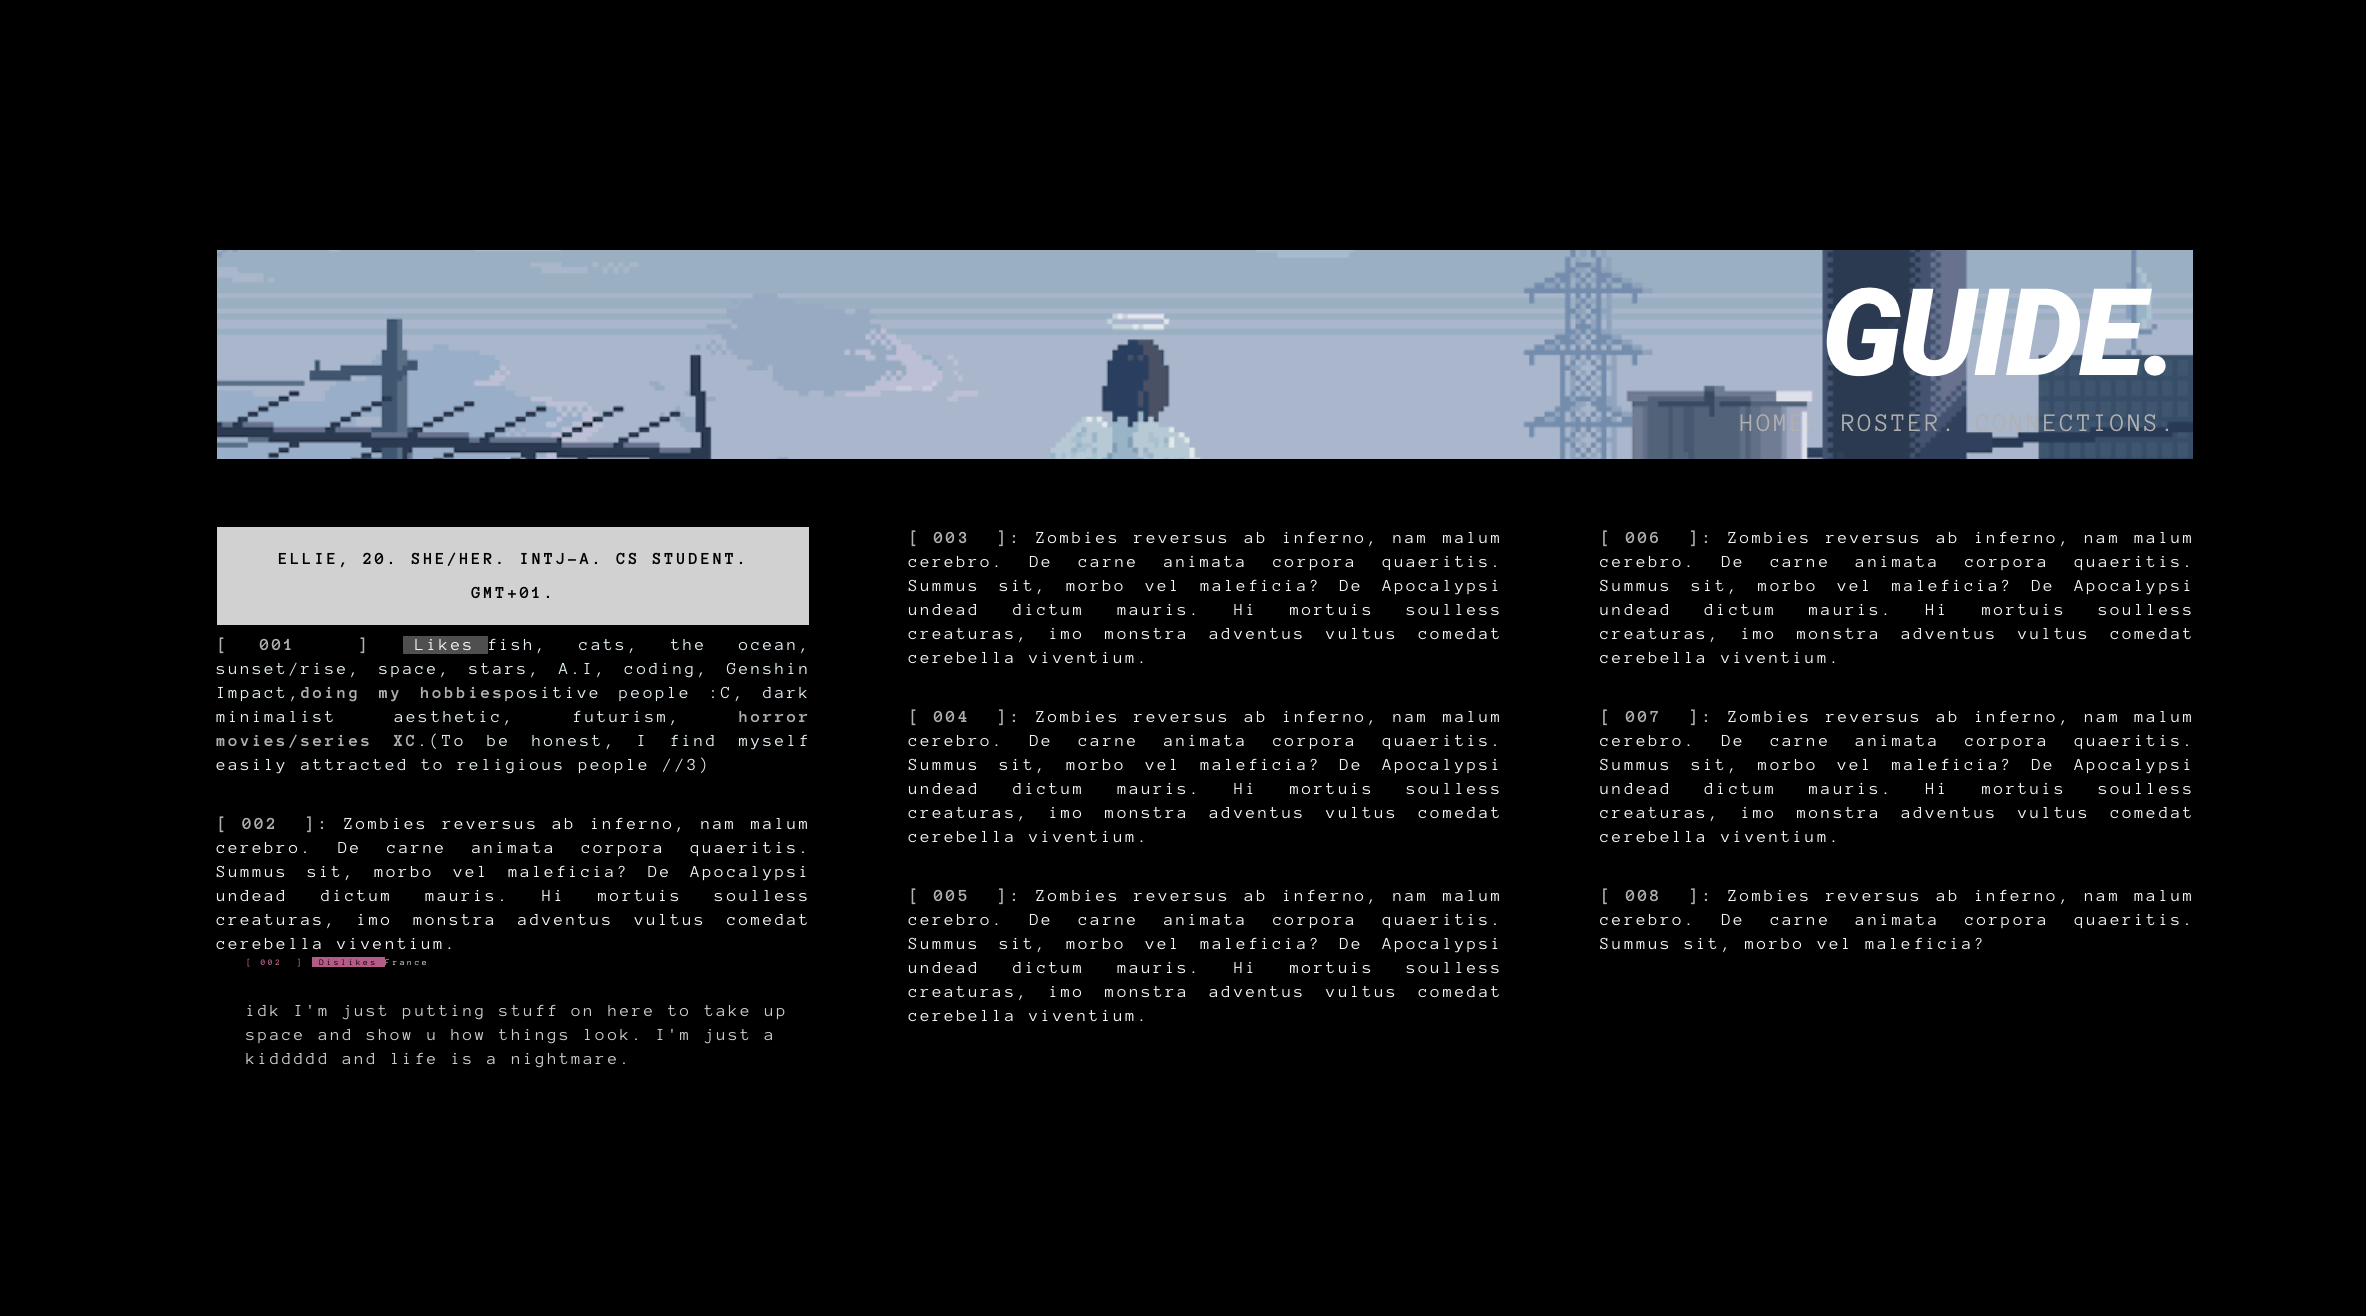 GUIDE.
HOME. ROSTER. CONNECTIONS.
ELLIE, 20. SHE/HER. INTJ-A. CS STUDENT.
GMT+01.
[ 001 ] Likes fish, cats, the ocean,
sunset/rise, space, stars, A.I, coding, Genshin
Impact,doing my hobbiespositive people :C, dark
minimalist aesthetic, futurism, horror
movies/series XC.(To be honest, I find myself
easily attracted to religious people //3)
[ 002 ]: Zombies reversus ab inferno, nam malum
cerebro. De carne animata corpora quaeritis.
Summus sit, morbo vel maleficia? De Apocalypsi
undead dictum mauris. Hi mortuis soulless
creaturas, imo monstra adventus vultus comedat
cerebella viventium.
[ 002 ] Dislikes France
idk I'm just putting stuff on here to take up
space and show u how things look. I'm just a
kiddddd and life is a nightmare.
[ 003 ]: Zombies reversus ab inferno, nam malum
cerebro. De carne animata corpora quaeritis.
Summus sit, morbo vel maleficia? De Apocalypsi
undead dictum mauris. Hi mortuis soulless
creaturas, imo monstra adventus vultus comedat
cerebella viventium.
[ 004 ]: Zombies reversus ab inferno, nam malum
cerebro. De carne animata corpora quaeritis.
Summus sit, morbo vel maleficia? De Apocalypsi
undead dictum mauris. Hi mortuis soulless
creaturas, imo monstra adventus vultus comedat
cerebella viventium.
[ 005 ]: Zombies reversus ab inferno, nam malum
cerebro. De carne animata corpora quaeritis.
Summus sit, morbo vel maleficia? De Apocalypsi
undead dictum mauris. Hi mortuis soulless
creaturas, imo monstra adventus vultus comedat
cerebella viventium.
[ 006 ]: Zombies reversus ab inferno, nam malum
cerebro. De carne animata corpora quaeritis.
Summus sit, morbo vel maleficia? De Apocalypsi
undead dictum mauris. Hi mortuis soulless
creaturas, imo monstra adventus vultus comedat
cerebella viventium.
[ 007 ]: Zombies reversus ab inferno, nam malum
cerebro. De carne animata corpora quaeritis.
Summus sit, morbo vel maleficia? De Apocalypsi
undead dictum mauris. Hi mortuis soulless
creaturas, imo monstra adventus vultus comedat
cerebella viventium.
[ 008 ]: Zombies reversus ab inferno, nam malum
cerebro. De carne animata corpora quaeritis.
Summus sit, morbo vel maleficia?